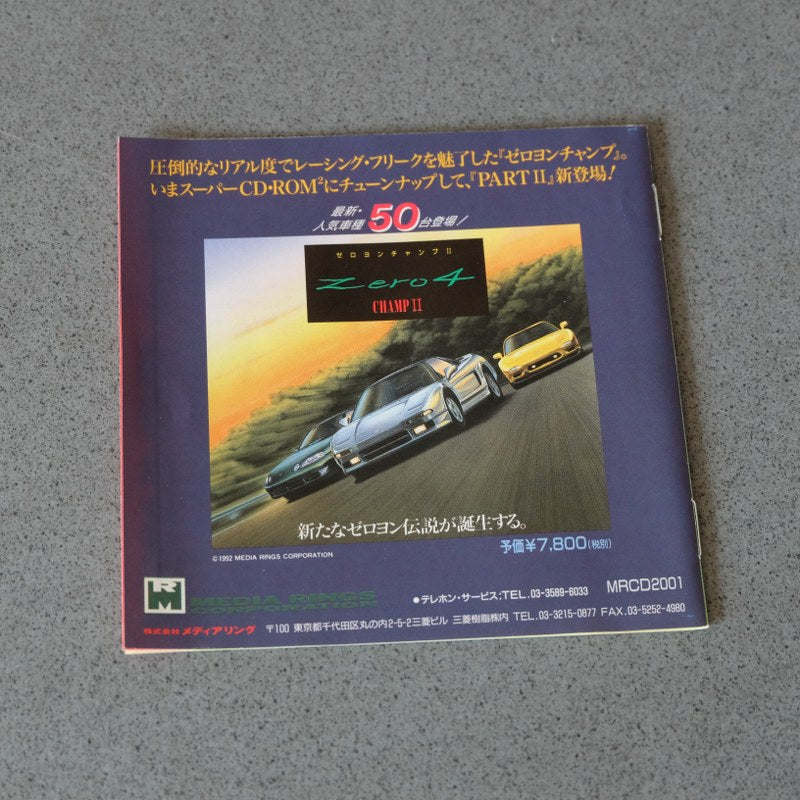 圧倒的なリアル度でレーシング・フリークを魅了した『ゼロヨンチャンプ』。
いまスーパーCD・ROM²にチューンナップして、『PART II』新登場!
最新・人気車種50台登場!
ゼロヨンチャンプII
Zero4
CHAMP II
新たなゼロヨン伝説が誕生する。
©1992 MEDIA RINGS CORPORATION
予価¥7,800(税別)
RM
MEDIA RINGS
CORPORATION
●テレホン・サービス:TEL.03-3589-6033
MRCD2001
株式会社 メディアリング 〒100 東京都千代田区丸の内2-5-2三菱ビル 三菱樹脂㈱内 TEL.03-3215-0877 FAX.03-5252-4980